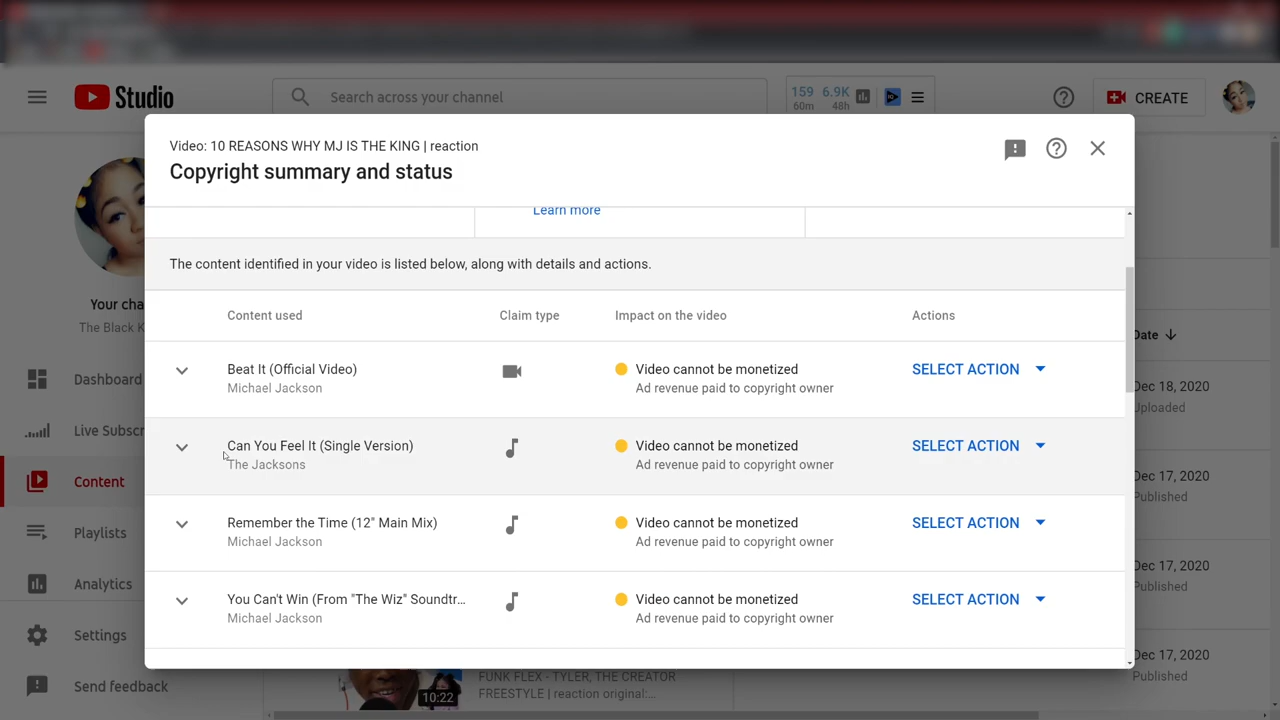 Studio
Search across your channel
159 6.9K
60m 48h
CREATE
Video: 10 REASONS WHY MJ IS THE KING | reaction
Copyright summary and status
Learn more
The content identified in your video is listed below, along with details and actions.
Content used Claim type Impact on the video Actions
Beat It (Official Video) Video cannot be monetized SELECT ACTION
Michael Jackson Ad revenue paid to copyright owner
Can You Feel It (Single Version) Video cannot be monetized SELECT ACTION
The Jacksons Ad revenue paid to copyright owner
Remember the Time (12" Main Mix) Video cannot be monetized SELECT ACTION
Michael Jackson Ad revenue paid to copyright owner
You Can't Win (From "The Wiz" Soundtr... Video cannot be monetized SELECT ACTION
Michael Jackson Ad revenue paid to copyright owner
Your cha
The Black K
Dashboard
Live Subscr
Content
Playlists
Analytics
Settings
Send feedback
Date
Dec 18, 2020
Uploaded
Dec 17, 2020
Published
Dec 17, 2020
Published
Dec 17, 2020
Published
10:22
FUNK FLEX - TYLER, THE CREATOR
FREESTYLE | reaction original:...